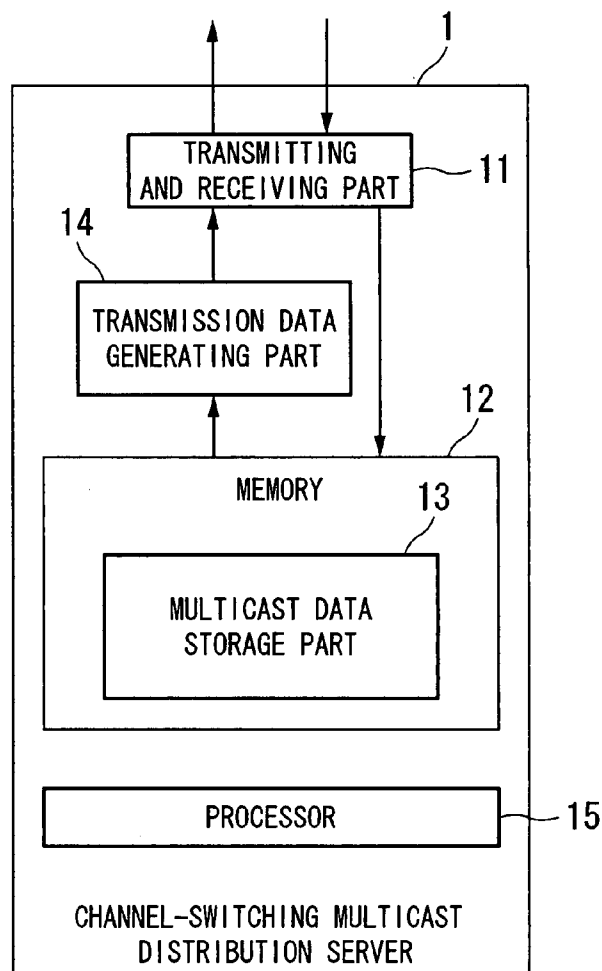 1
TRANSMITTING
AND RECEIVING PART
11
14
TRANSMISSION DATA
GENERATING PART
12
MEMORY
13
MULTICAST DATA
STORAGE PART
PROCESSOR
15
CHANNEL-SWITCHING MULTICAST
DISTRIBUTION SERVER